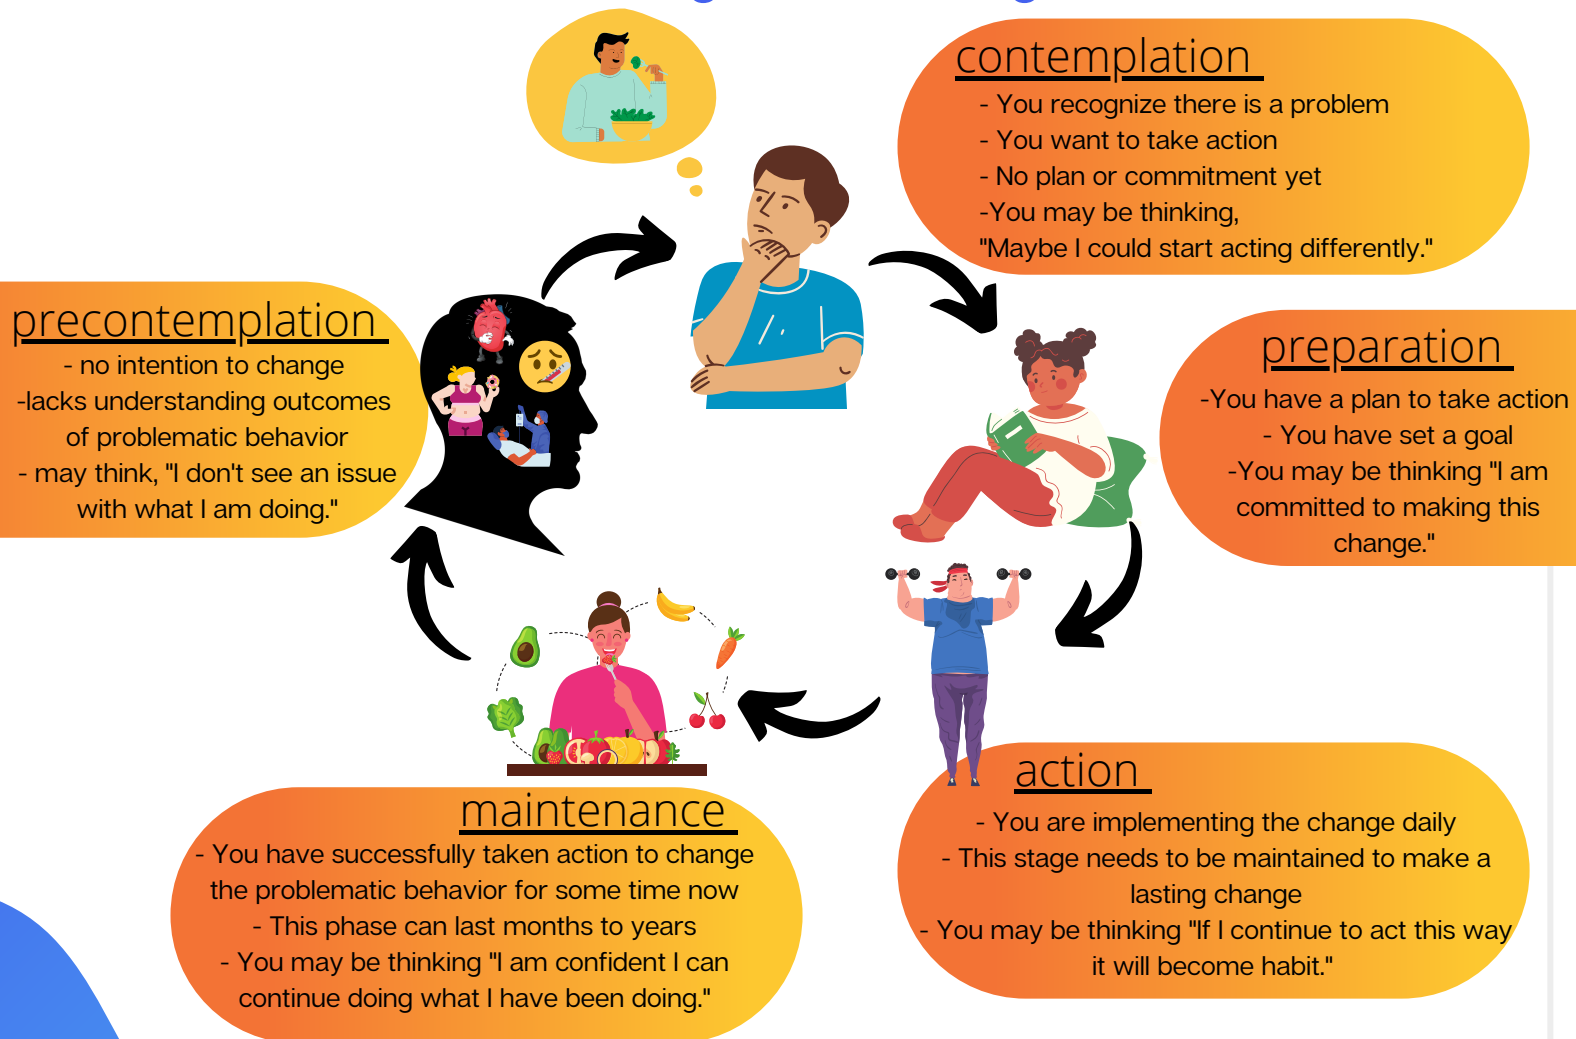 contemplation
- You recognize there is a problem
- You want to take action
- No plan or commitment yet
-You may be thinking,
"Maybe I could start acting differently."
precontemplation
- no intention to change
-lacks understanding outcomes
of problematic behavior
- may think, "I don't see an issue
with what I am doing."
preparation
-You have a plan to take action
- You have set a goal
-You may be thinking "I am
committed to making this
change."
action
- You are implementing the change daily
- This stage needs to be maintained to make a
lasting change
- You may be thinking "If I continue to act this way
it will become habit."
maintenance
- You have successfully taken action to change
the problematic behavior for some time now
- This phase can last months to years
- You may be thinking "I am confident I can
continue doing what I have been doing."